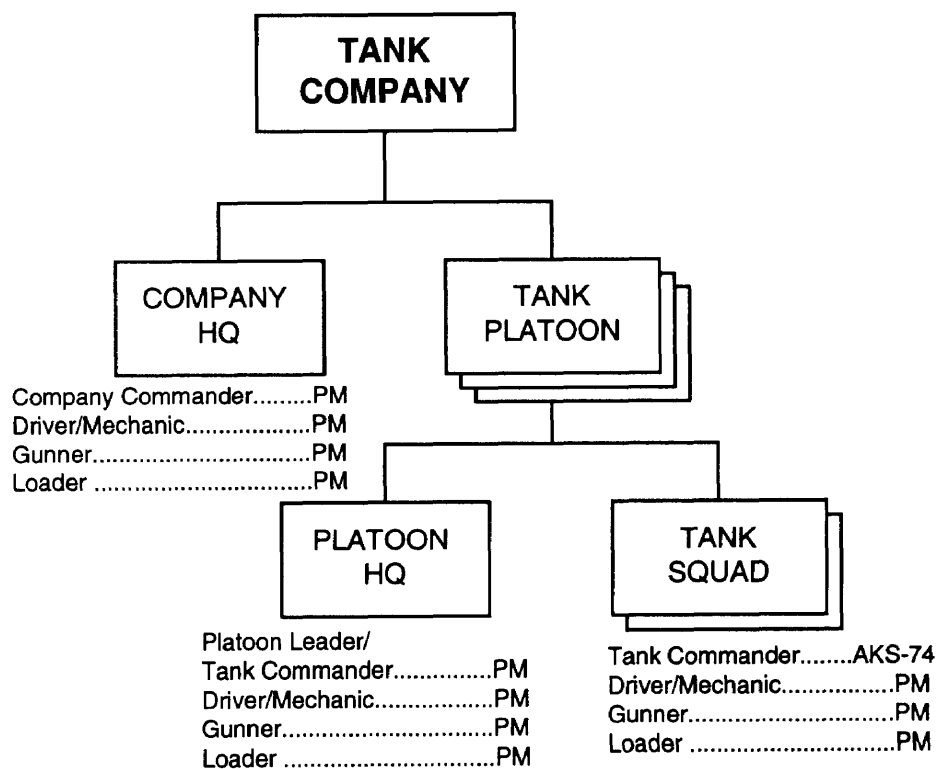 TANK
COMPANY
COMPANY
HQ
TANK
PLATOON
Company Commander.........PM
Driver/Mechanic..................PM
Gunner................................PM
Loader ...............................PM
PLATOON
HQ
TANK
SQUAD
Platoon Leader/
Tank Commander..............PM
Driver/Mechanic.................PM
Gunner..............................PM
Loader ..............................PM
Tank Commander........AKS-74
Driver/Mechanic................PM
Gunner..............................PM
Loader ..............................PM